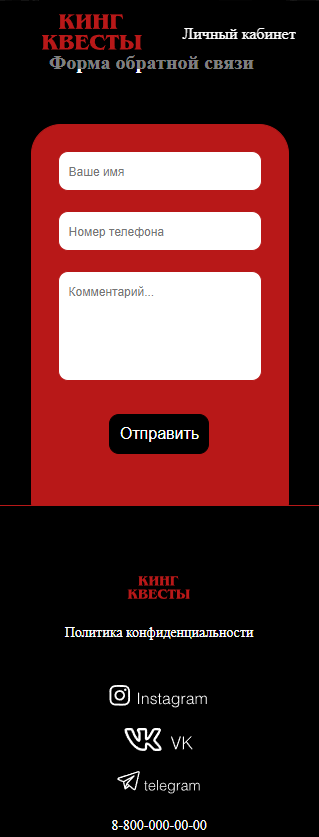 КИНГ
КВЕСТЫ
Личный кабинет
Форма обратной связи
Ваше имя
Номер телефона
Комментарий...
Отправить
КИНГ
КВЕСТЫ
Политика конфиденциальности
Instagram
VK
telegram
8-800-000-00-00